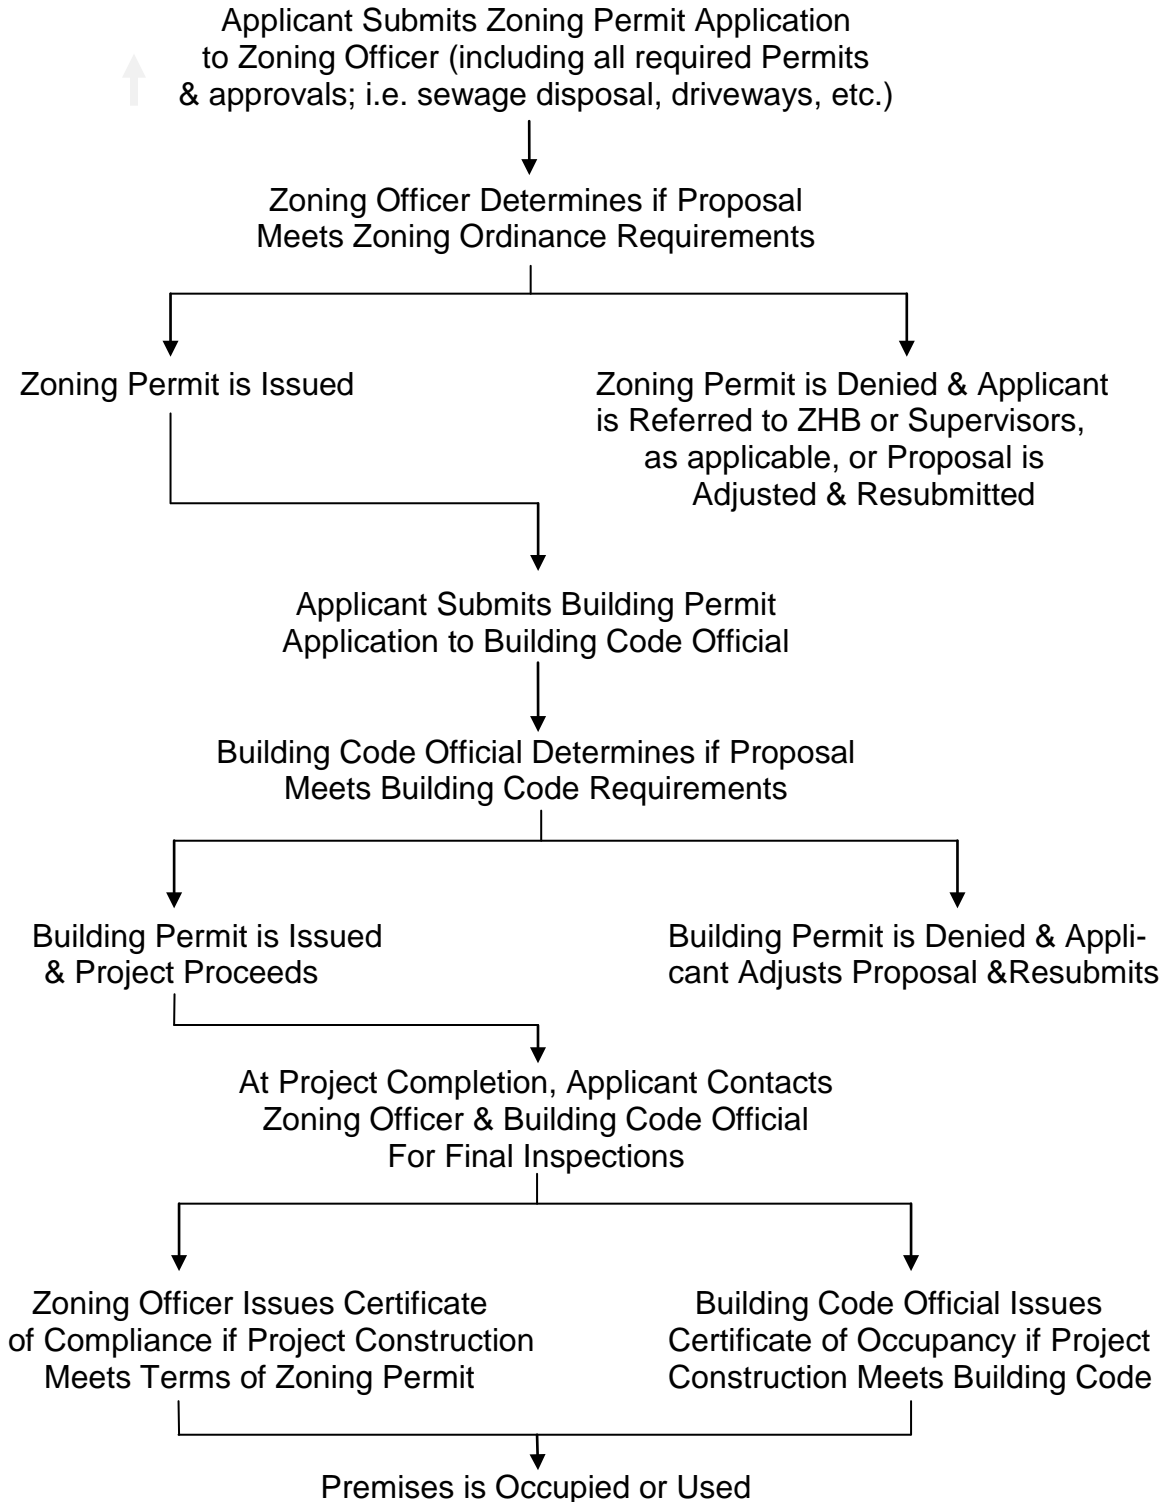 Applicant Submits Zoning Permit Application
to Zoning Officer (including all required Permits
& approvals; i.e. sewage disposal, driveways, etc.)
Zoning Officer Determines if Proposal
Meets Zoning Ordinance Requirements
Zoning Permit is Issued
Zoning Permit is Denied & Applicant
is Referred to ZHB or Supervisors,
as applicable, or Proposal is
Adjusted & Resubmitted
Applicant Submits Building Permit
Application to Building Code Official
Building Code Official Determines if Proposal
Meets Building Code Requirements
Building Permit is Issued
& Project Proceeds
Building Permit is Denied & Appli-
cant Adjusts Proposal &Resubmits
At Project Completion, Applicant Contacts
Zoning Officer & Building Code Official
For Final Inspections
Zoning Officer Issues Certificate
of Compliance if Project Construction
Meets Terms of Zoning Permit
Building Code Official Issues
Certificate of Occupancy if Project
Construction Meets Building Code
Premises is Occupied or Used